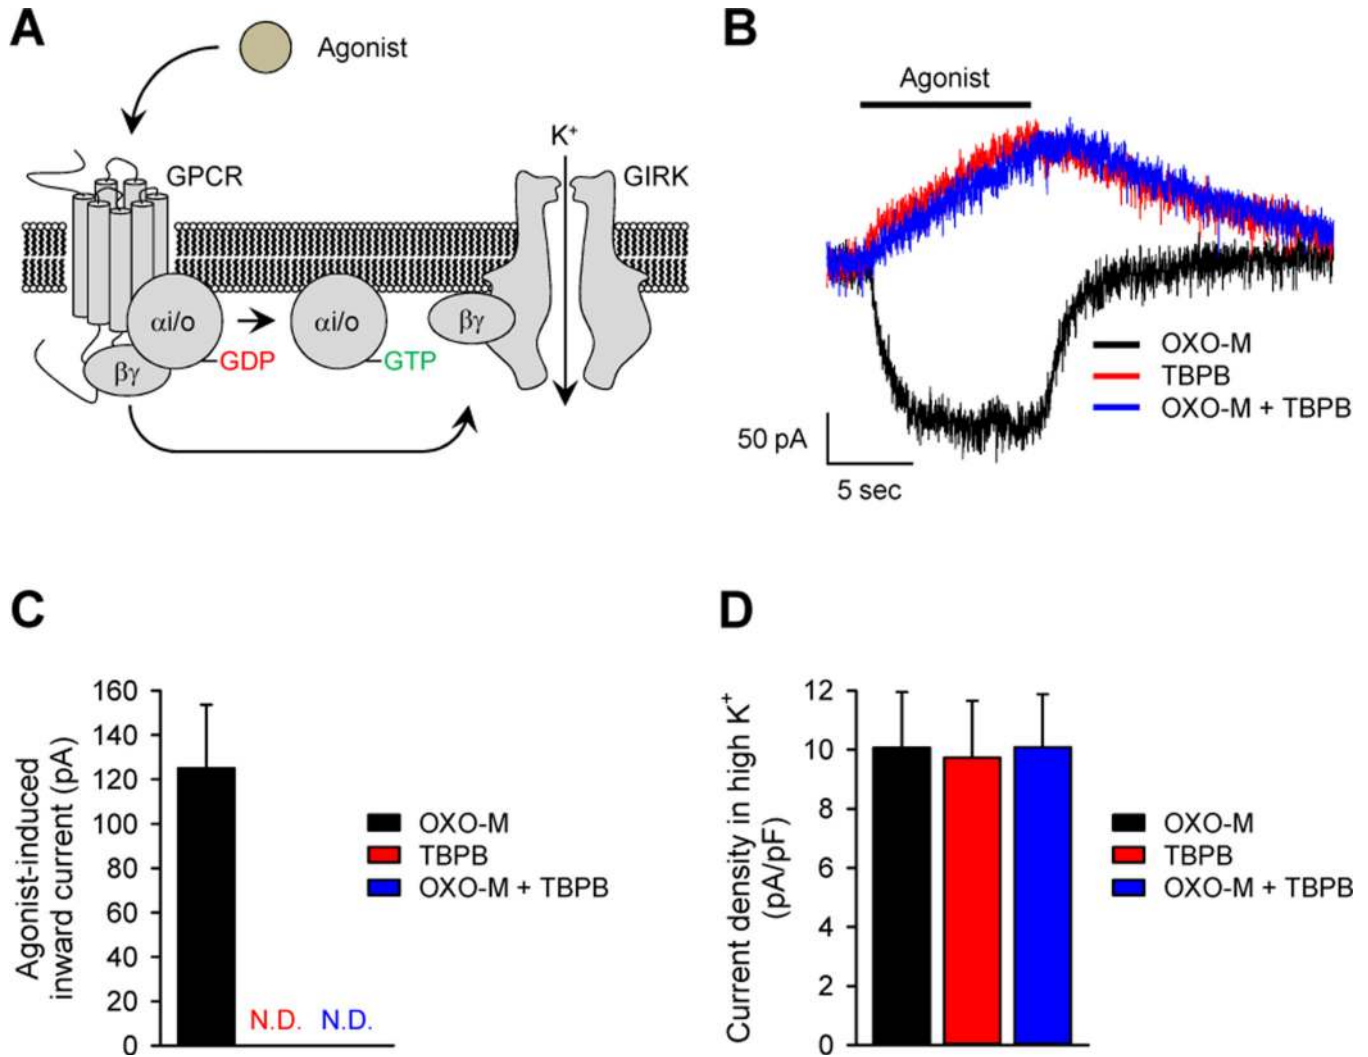 A
Agonist
GPCR
K⁺
GIRK
αi/o
αi/o
βγ
βγ
GDP
GTP
B
Agonist
OXO-M
TBPB
OXO-M + TBPB
50 pA
5 sec
C
Agonist-induced
inward current (pA)
160
140
120
100
80
60
40
20
0
N.D. N.D.
OXO-M
TBPB
OXO-M + TBPB
D
Current density in high K⁺
(pA/pF)
12
10
8
6
4
2
0
OXO-M
TBPB
OXO-M + TBPB